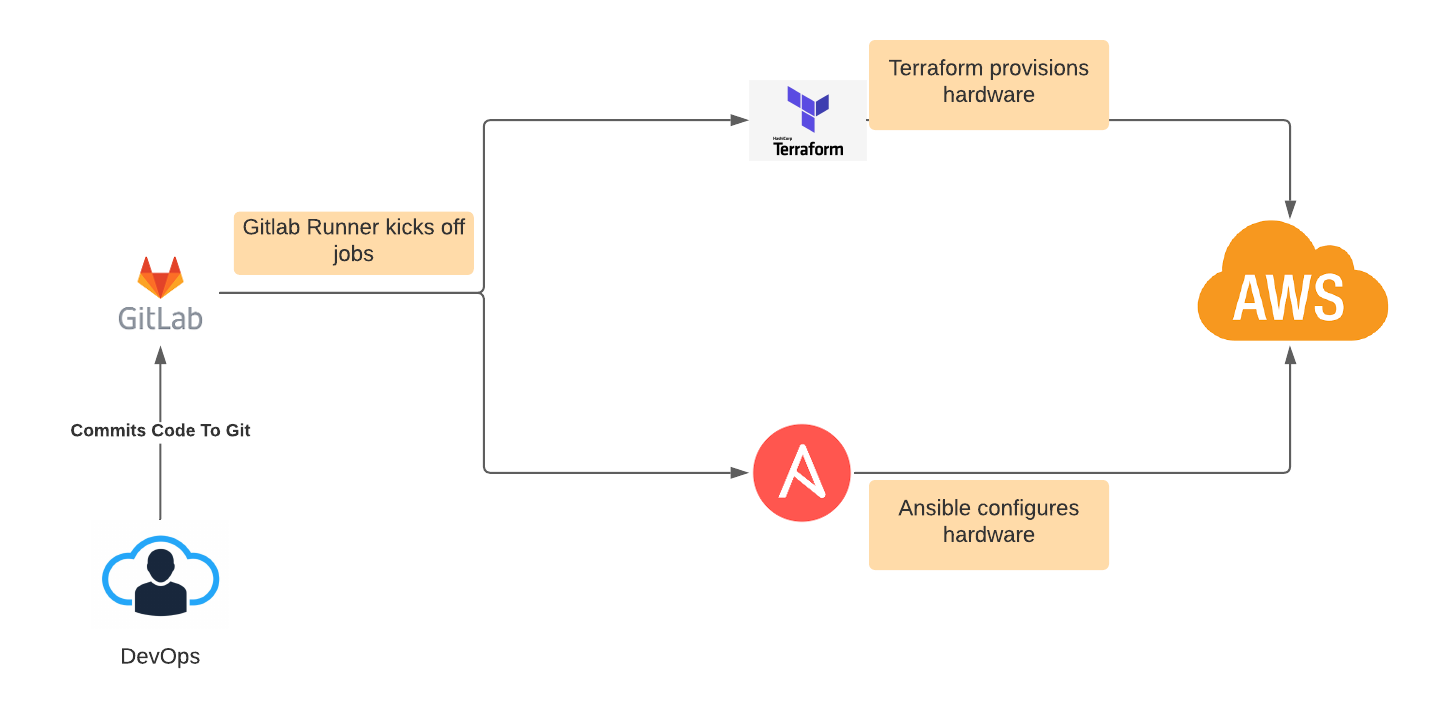 Terraform provisions
hardware
HashiCorp
Terraform
Gitlab Runner kicks off
jobs
GitLab
AWS
Commits Code To Git
Ansible configures
hardware
DevOps